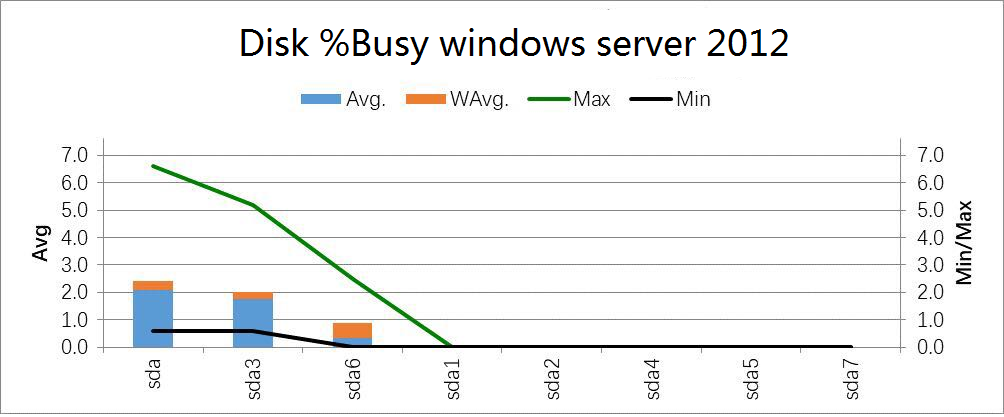 Disk %Busy windows server 2012
Avg. WAvg. Max Min
7.0 7.0
6.0 6.0
5.0 5.0
4.0 4.0
3.0 3.0
2.0 2.0
1.0 1.0
0.0 0.0
Avg
Min/Max
sda sda3 sda6 sda1 sda2 sda4 sda5 sda7